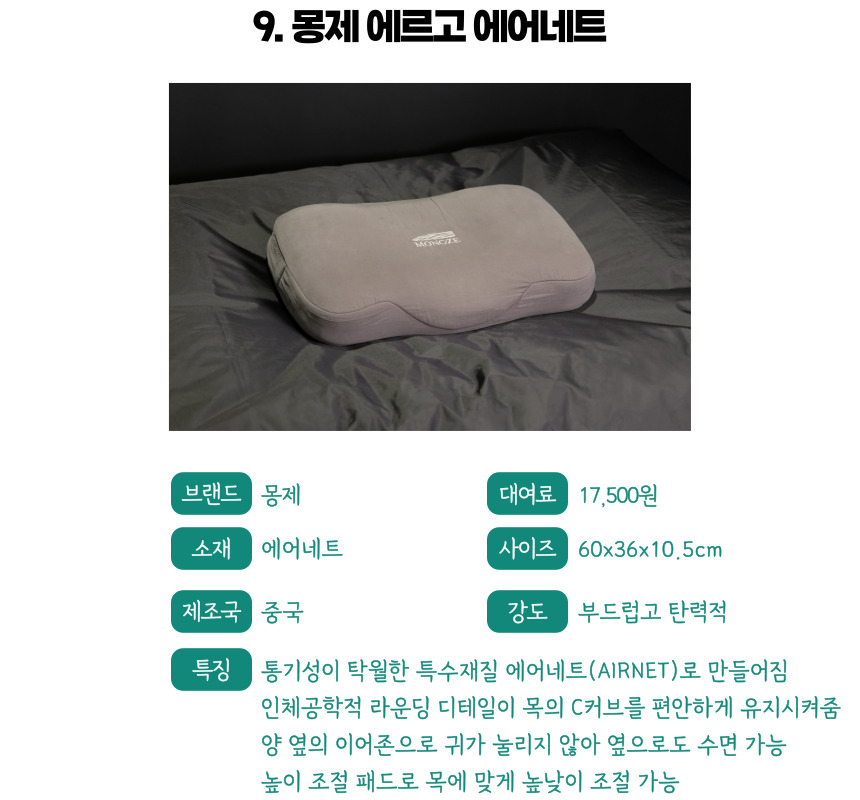 9. 몽제 에르고 에어네트
MONGZE
브랜드 몽제
대여료 17,500원
소재 에어네트
사이즈 60x36x10.5cm
제조국 중국
강도 부드럽고 탄력적
특징 통기성이 탁월한 특수재질 에어네트(AIRNET)로 만들어짐
인체공학적 라운딩 디테일이 목의 C커브를 편안하게 유지시켜줌
양 옆의 이어존으로 귀가 눌리지 않아 옆으로도 수면 가능
높이 조절 패드로 목에 맞게 높낮이 조절 가능